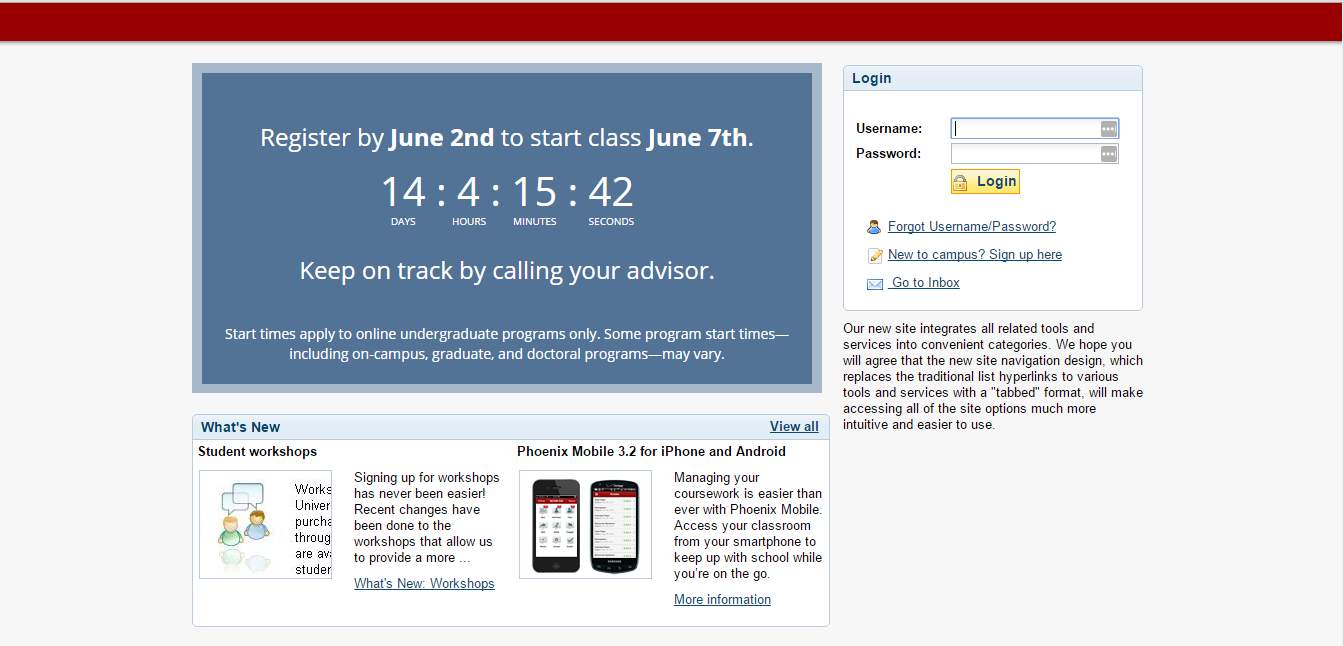 Register by June 2nd to start class June 7th.
14 : 4 : 15 : 42
DAYS HOURS MINUTES SECONDS
Keep on track by calling your advisor.
Start times apply to online undergraduate programs only. Some program start times—
including on-campus, graduate, and doctoral programs—may vary.
Login
Username:
Password:
Login
Forgot Username/Password?
New to campus? Sign up here
Go to Inbox
Our new site integrates all related tools and
services into convenient categories. We hope you
will agree that the new site navigation design, which
replaces the traditional list hyperlinks to various
tools and services with a "tabbed" format, will make
accessing all of the site options much more
intuitive and easier to use.
What's New
View all
Student workshops
Works
Univer
purcha
throug
are ava
studer
Signing up for workshops
has never been easier!
Recent changes have
been done to the
workshops that allow us
to provide a more ...
What's New: Workshops
Phoenix Mobile 3.2 for iPhone and Android
Managing your
coursework is easier than
ever with Phoenix Mobile.
Access your classroom
from your smartphone to
keep up with school while
you're on the go.
More information